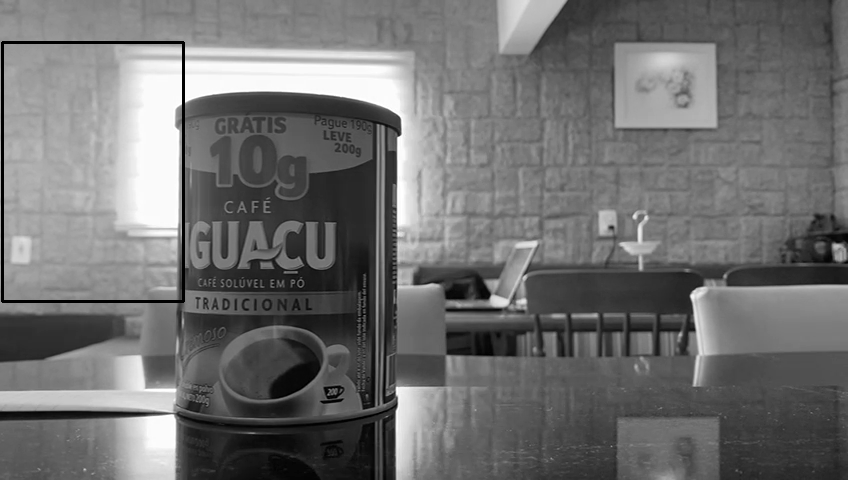 GRÁTIS
10g
Pague 190g
LEVE
200g
CAFÉ
IGUAÇU
CAFÉ SOLÚVEL EM PÓ
TRADICIONAL
200